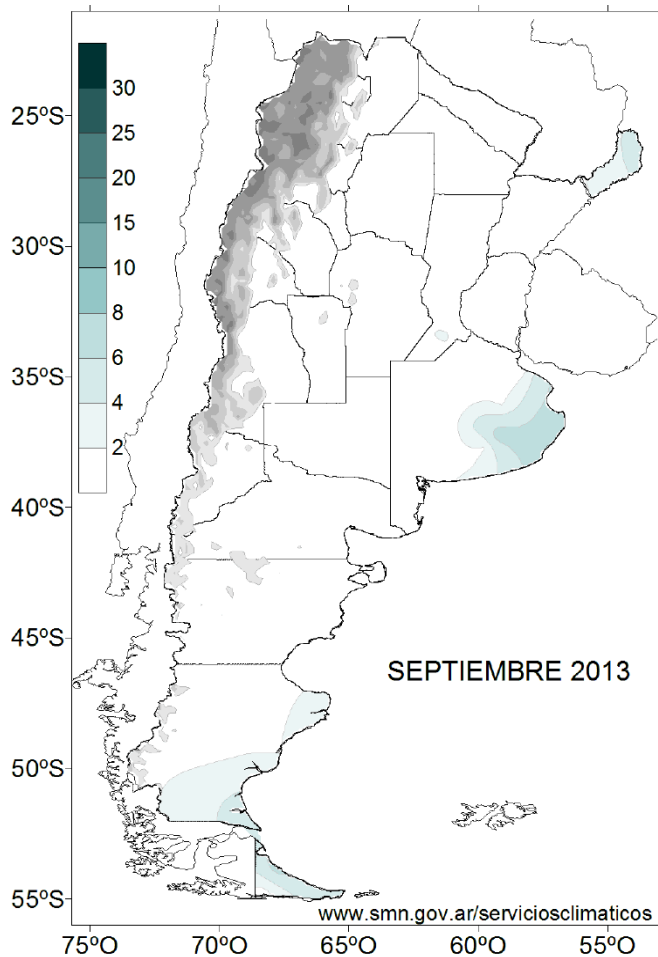 30
25
20
15
10
8
6
4
2
25ºS
30ºS
35ºS
40ºS
45ºS
50ºS
55ºS
SEPTIEMBRE 2013
www.smn.gov.ar/serviciosclimaticos
75ºO 70ºO 65ºO 60ºO 55ºO